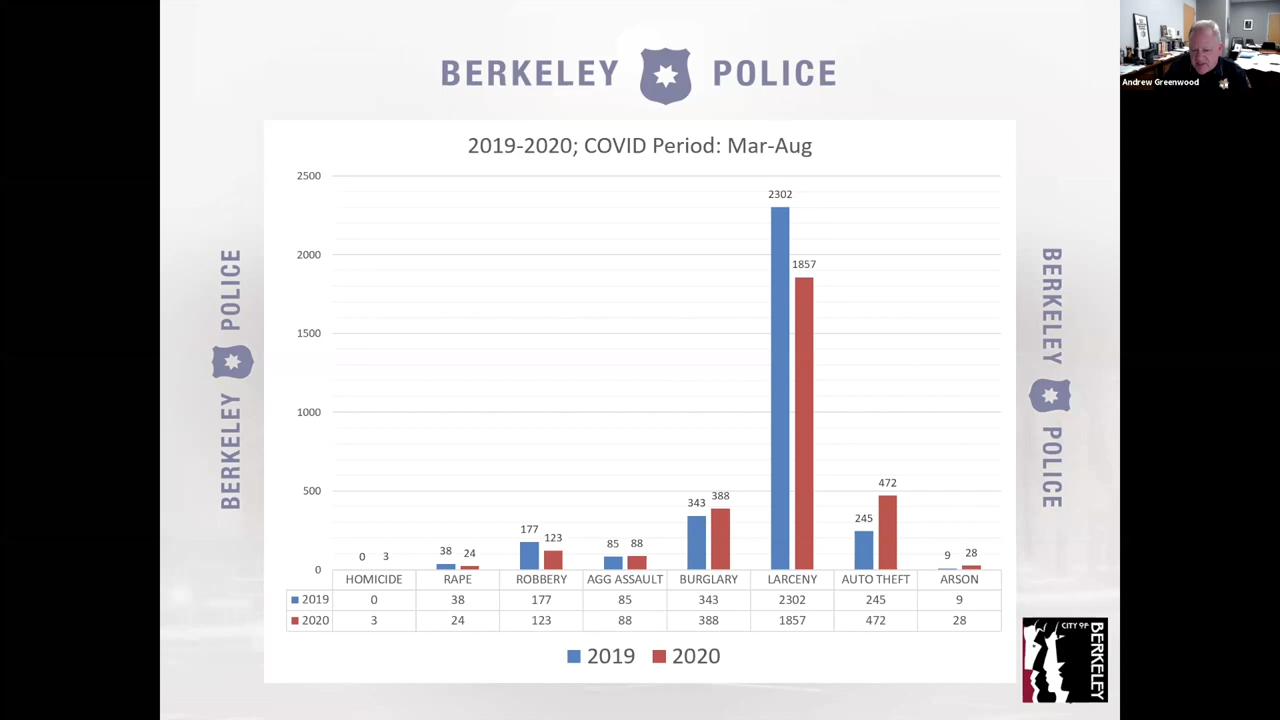 BERKELEY POLICE
Andrew Greenwood
2019-2020; COVID Period: Mar-Aug
2500
2000
1500
1000
500
0
0 3 38 24 177 123 85 88 343 388 2302 1857 245 472 9 28
HOMICIDE RAPE ROBBERY AGG ASSAULT BURGLARY LARCENY AUTO THEFT ARSON
2019 0 38 177 85 343 2302 245 9
2020 3 24 123 88 388 1857 472 28
2019 2020
BERKELEY POLICE
BERKELEY POLICE
CITY OF
BERKELEY